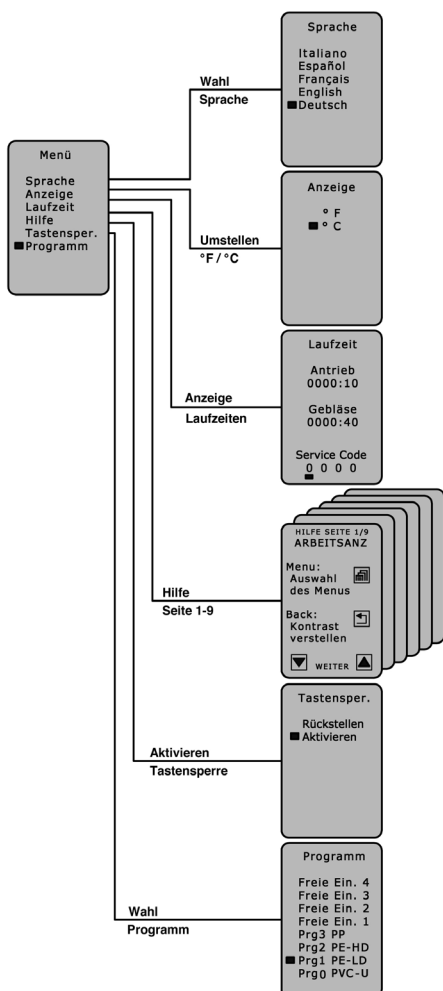 Menü
Sprache
Anzeige
Laufzeit
Hilfe
Tastensper.
Programm
Wahl
Sprache
Sprache
Italiano
Español
Français
English
Deutsch
Umstellen
°F / °C
Anzeige
° F
° C
Anzeige
Laufzeiten
Laufzeit
Antrieb
0000:10
Gebläse
0000:40
Service Code
0 0 0 0
Hilfe
Seite 1-9
HILFE SEITE 1/9
ARBEITSANZ
Menu:
Auswahl
des Menus
Back:
Kontrast
verstellen
WEITER
Aktivieren
Tastensperre
Tastensper.
Rückstellen
Aktivieren
Wahl
Programm
Programm
Freie Ein. 4
Freie Ein. 3
Freie Ein. 2
Freie Ein. 1
Prg3 PP
Prg2 PE-HD
Prg1 PE-LD
Prg0 PVC-U